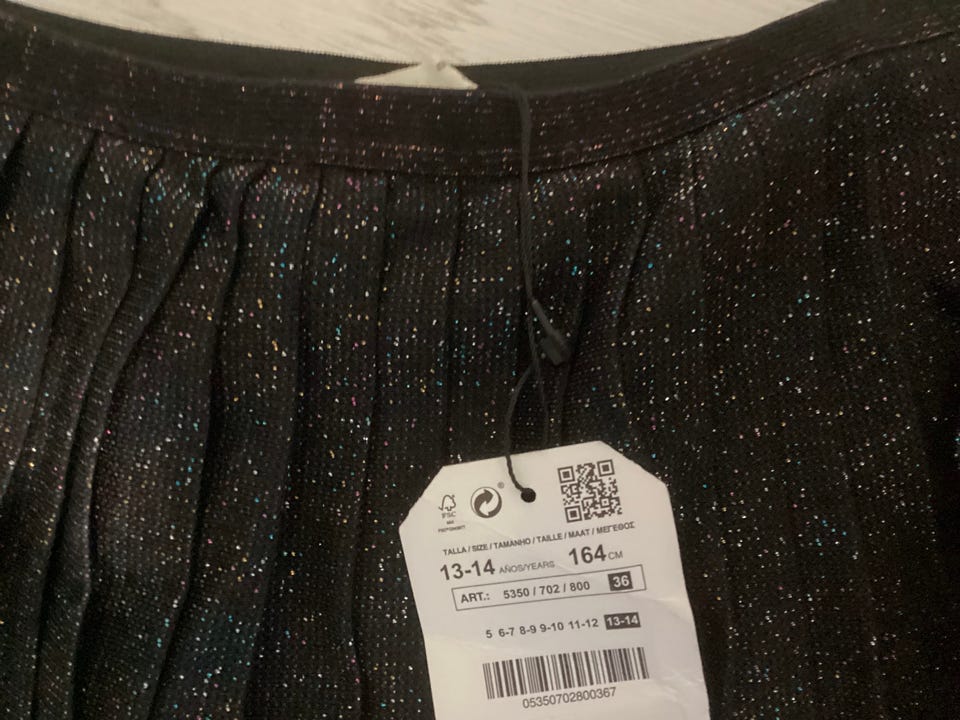 FSC
MIX
TALLA / SIZE / TAMANHO / TAILLE / MAAT / ΜΕΓΕΘΟΣ
13-14 AÑOS/YEARS 164 CM
ART.: 5350 / 702 / 800 36
5 6-7 8-9 9-10 11-12 13-14
05350702800367